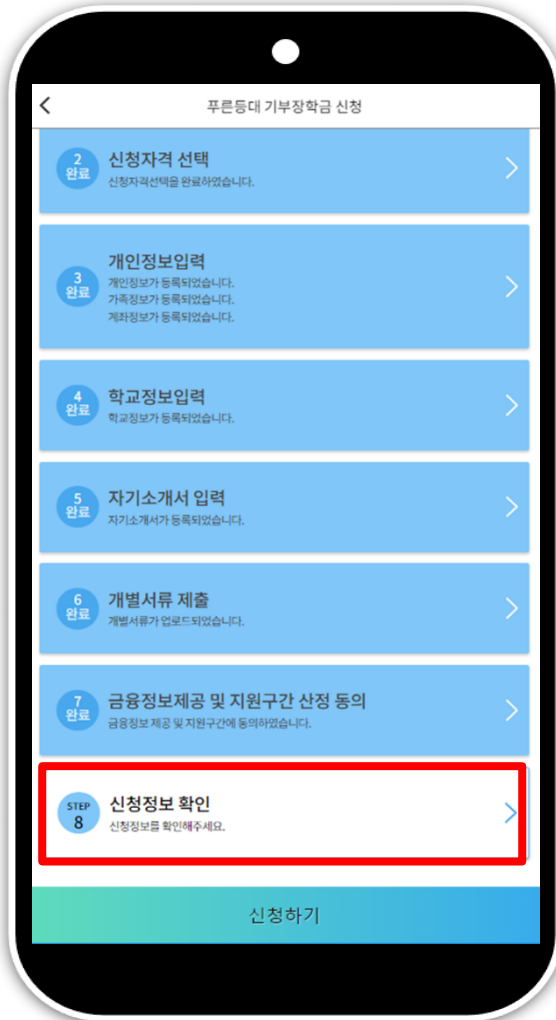 푸른등대 기부장학금 신청
2
완료
신청자격 선택
신청자격선택을 완료하였습니다.
3
완료
개인정보입력
개인정보가 등록되었습니다.
가족정보가 등록되었습니다.
계좌정보가 등록되었습니다.
4
완료
학교정보입력
학교정보가 등록되었습니다.
5
완료
자기소개서 입력
자기소개서가 등록되었습니다.
6
완료
개별서류 제출
개별서류가 업로드되었습니다.
7
완료
금융정보제공 및 지원구간 산정 동의
금융정보 제공 및 지원구간에 동의하였습니다.
STEP
8
신청정보 확인
신청정보를 확인해주세요.
신청하기